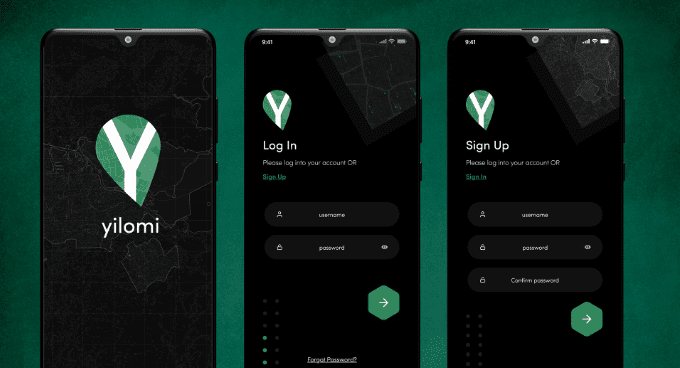 Y
yilomi
9:41
Y
Log In
Please log into your account OR
Sign Up
username
password
Forgot Password?
9:41
Y
Sign Up
Please log into your account OR
Sign In
username
password
Confirm password